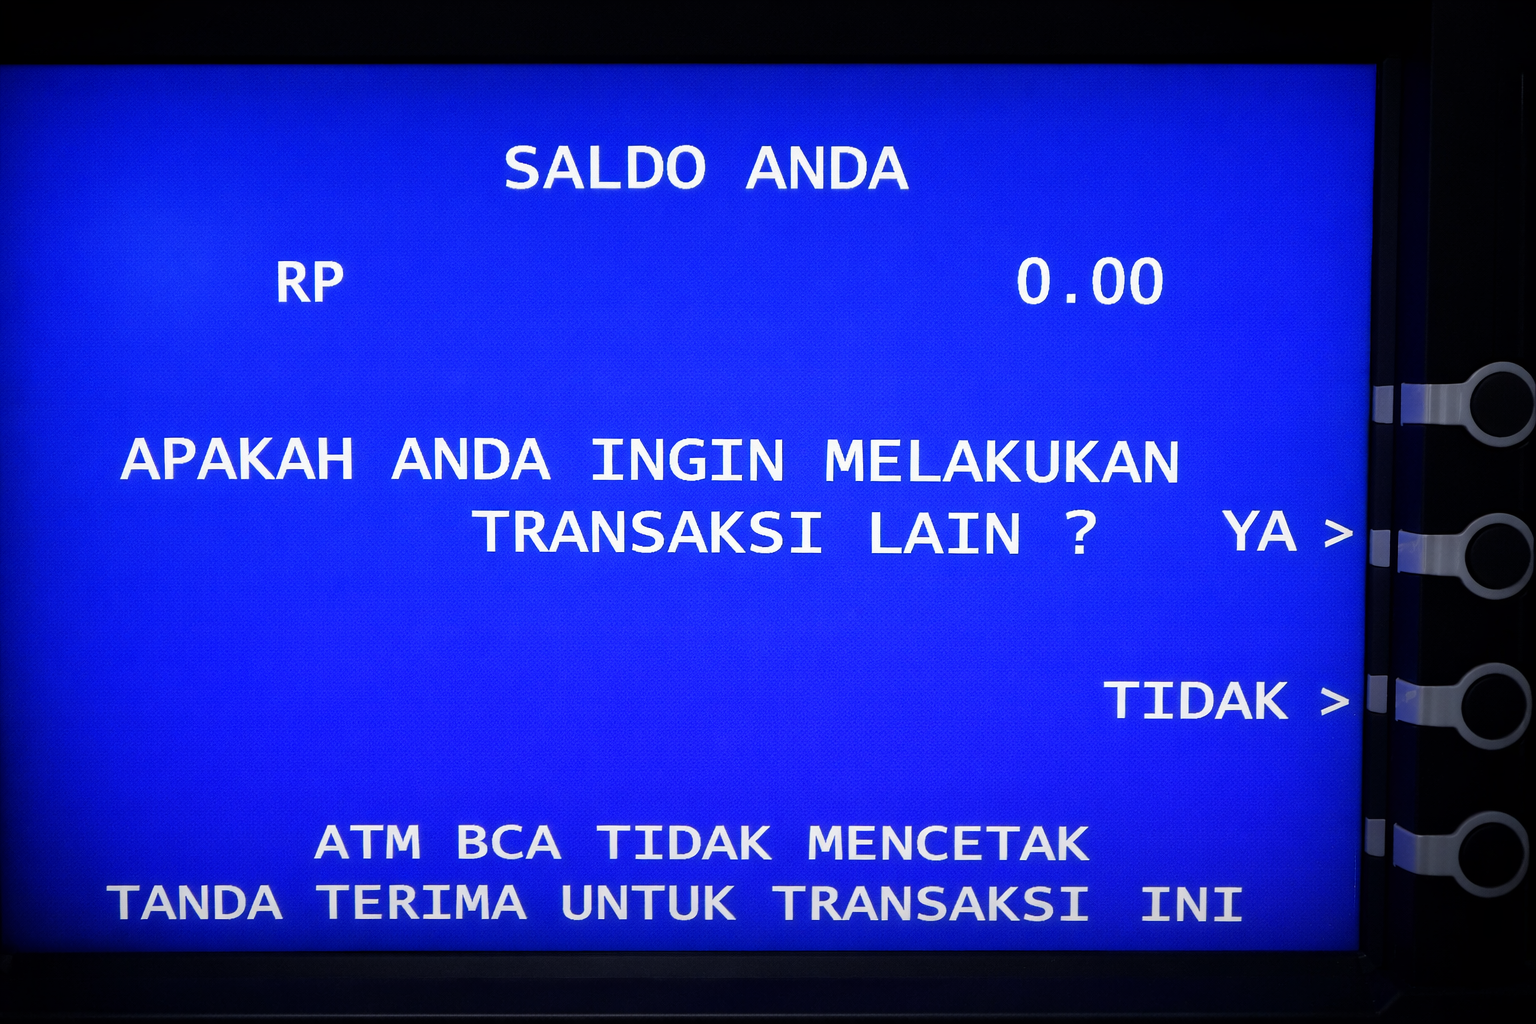 SALDO ANDA
RP 0.00
APAKAH ANDA INGIN MELAKUKAN
TRANSAKSI LAIN ? YA >
TIDAK >
ATM BCA TIDAK MENCETAK
TANDA TERIMA UNTUK TRANSAKSI INI